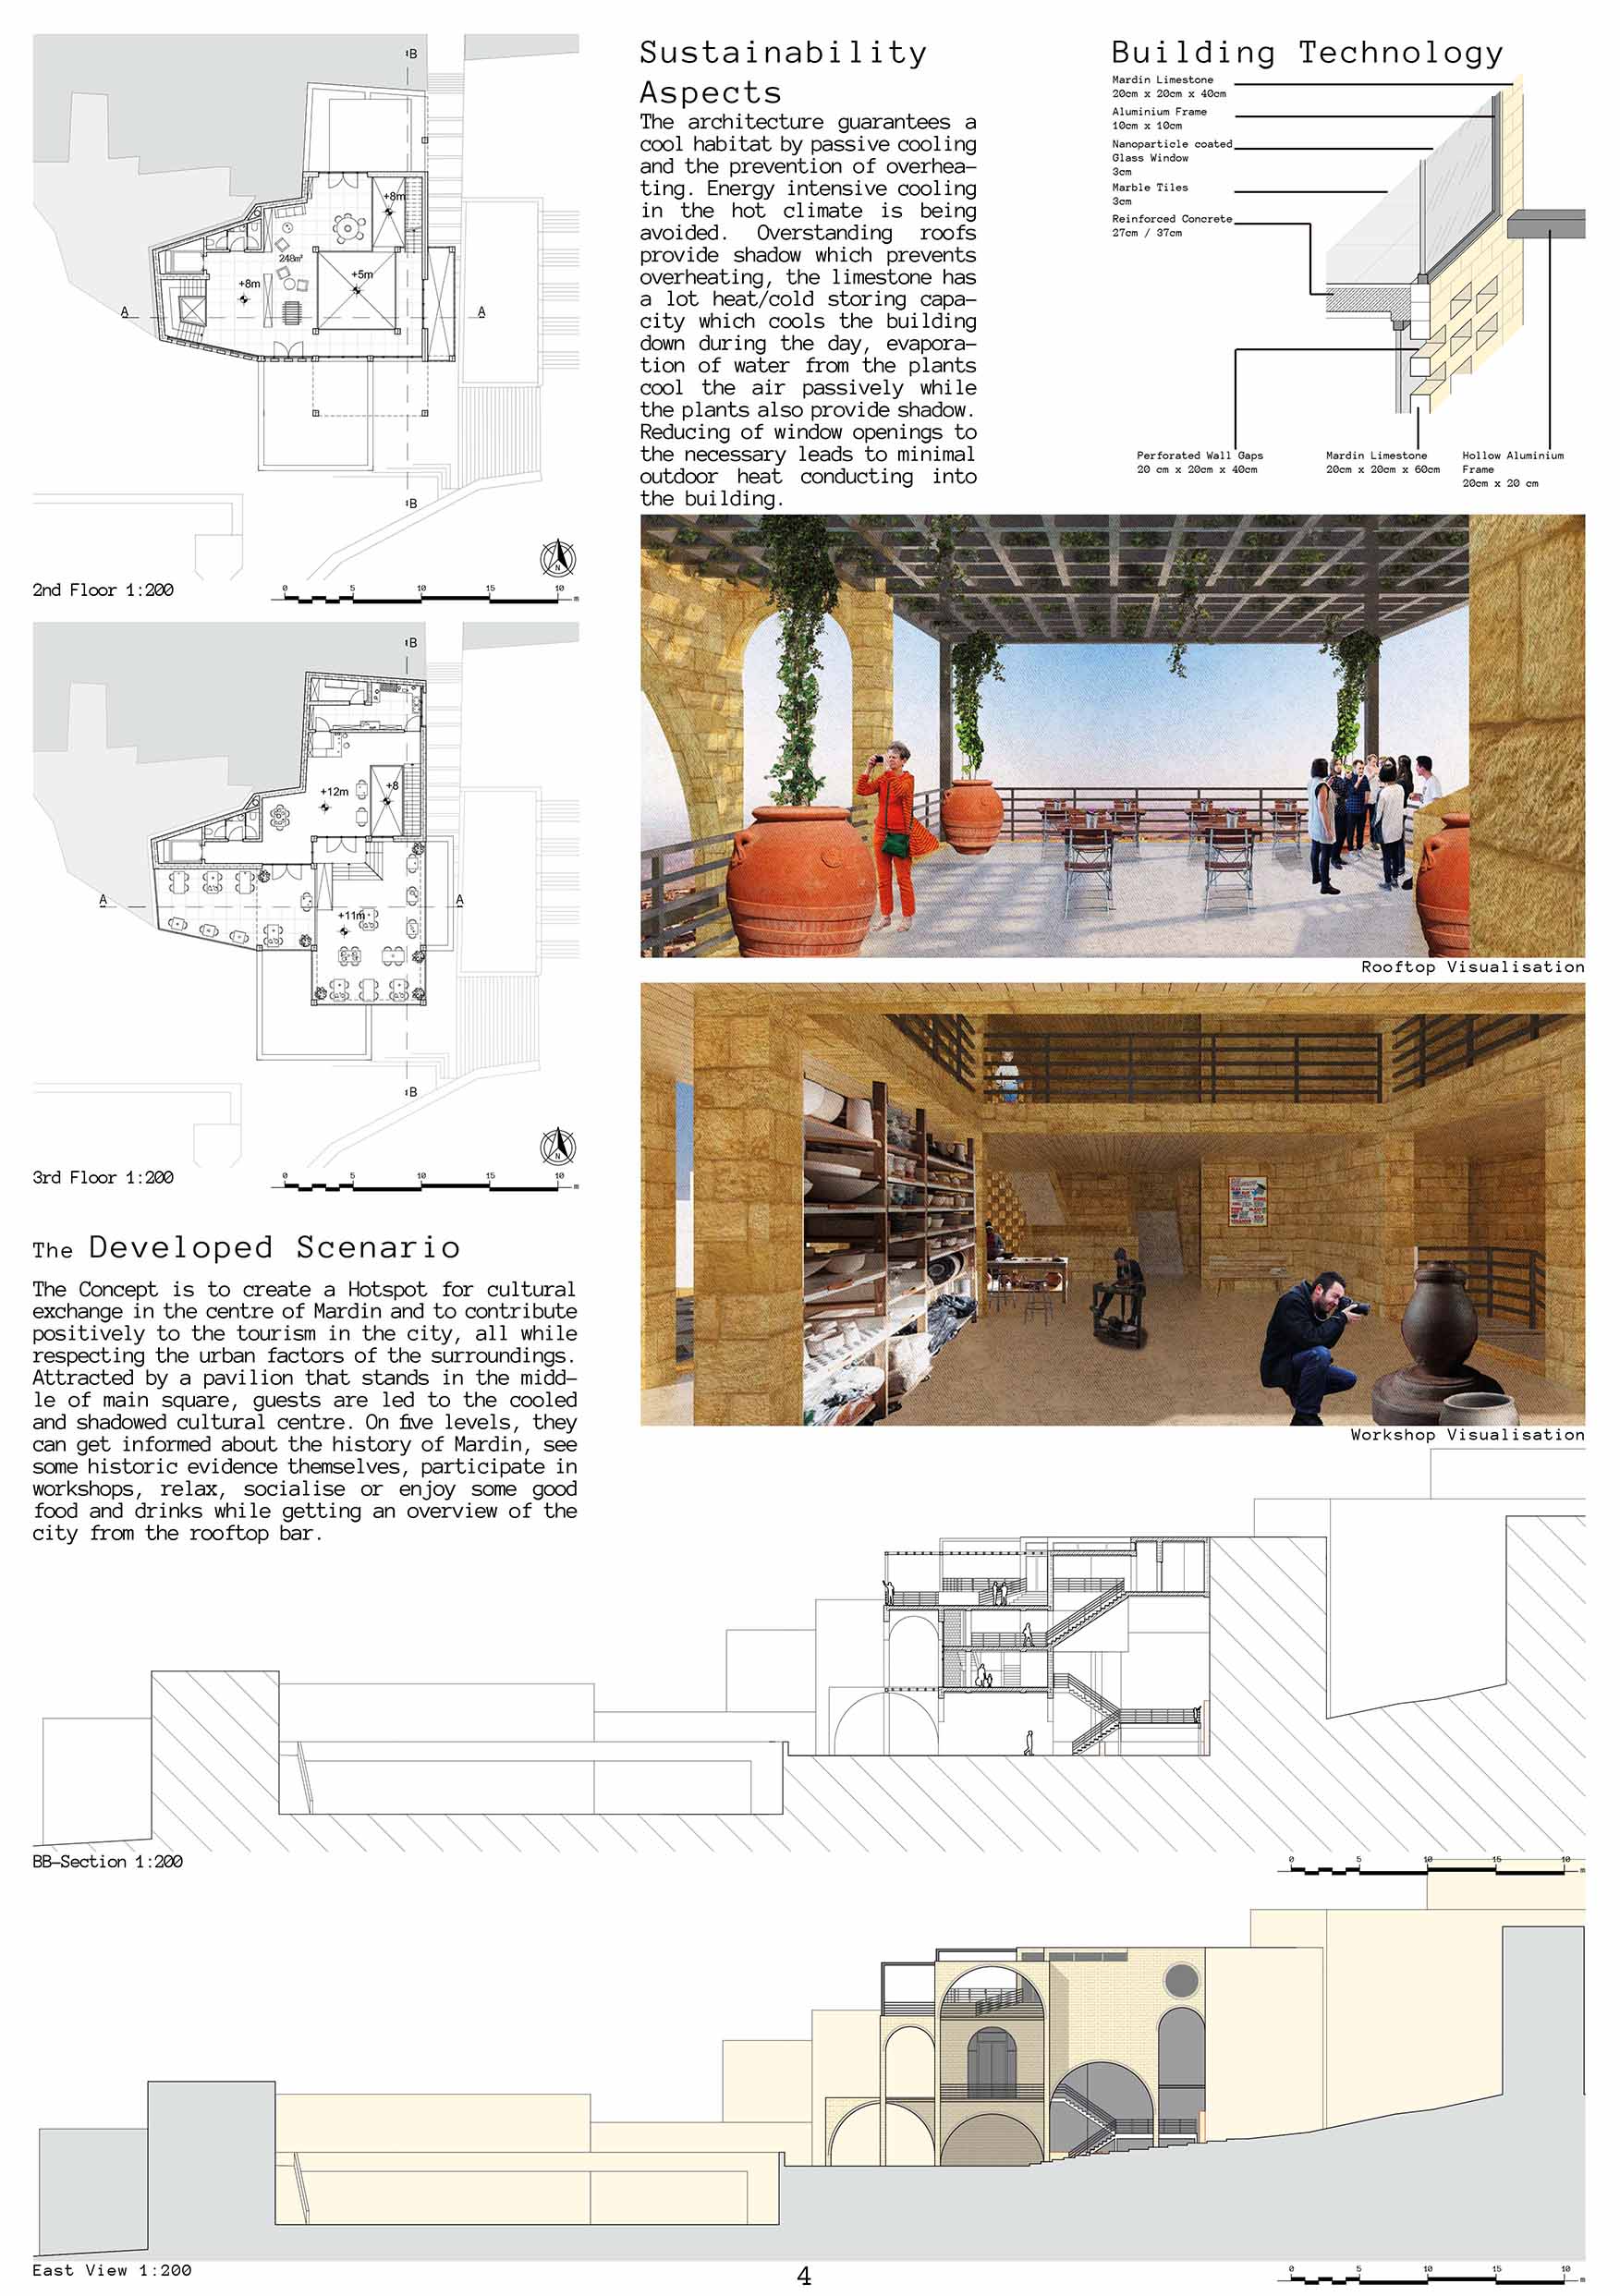 B
+8m
248m²
+5m
+8m
A
A
B
N
2nd Floor 1:200
0 5 10 15 10 m
B
+12m
+8
A
A
+11m
B
N
3rd Floor 1:200
0 5 10 15 10 m
The Developed Scenario
The Concept is to create a Hotspot for cultural
exchange in the centre of Mardin and to contribute
positively to the tourism in the city, all while
respecting the urban factors of the surroundings.
Attracted by a pavilion that stands in the midd-
le of main square, guests are led to the cooled
and shadowed cultural centre. On five levels, they
can get informed about the history of Mardin, see
some historic evidence themselves, participate in
workshops, relax, socialise or enjoy some good
food and drinks while getting an overview of the
city from the rooftop bar.
Sustainability
Aspects
The architecture guarantees a
cool habitat by passive cooling
and the prevention of overhea-
ting. Energy intensive cooling
in the hot climate is being
avoided. Overstanding roofs
provide shadow which prevents
overheating, the limestone has
a lot heat/cold storing capa-
city which cools the building
down during the day, evapora-
tion of water from the plants
cool the air passively while
the plants also provide shadow.
Reducing of window openings to
the necessary leads to minimal
outdoor heat conducting into
the building.
Building Technology
Mardin Limestone
20cm x 20cm x 40cm
Aluminium Frame
10cm x 10cm
Nanoparticle coated
Glass Window
3cm
Marble Tiles
3cm
Reinforced Concrete
27cm / 37cm
Perforated Wall Gaps
20 cm x 20cm x 40cm
Mardin Limestone
20cm x 20cm x 60cm
Hollow Aluminium
Frame
20cm x 20 cm
Rooftop Visualisation
Workshop Visualisation
BB-Section 1:200
0 5 10 15 10 m
East View 1:200
4
0 5 10 15 10 m